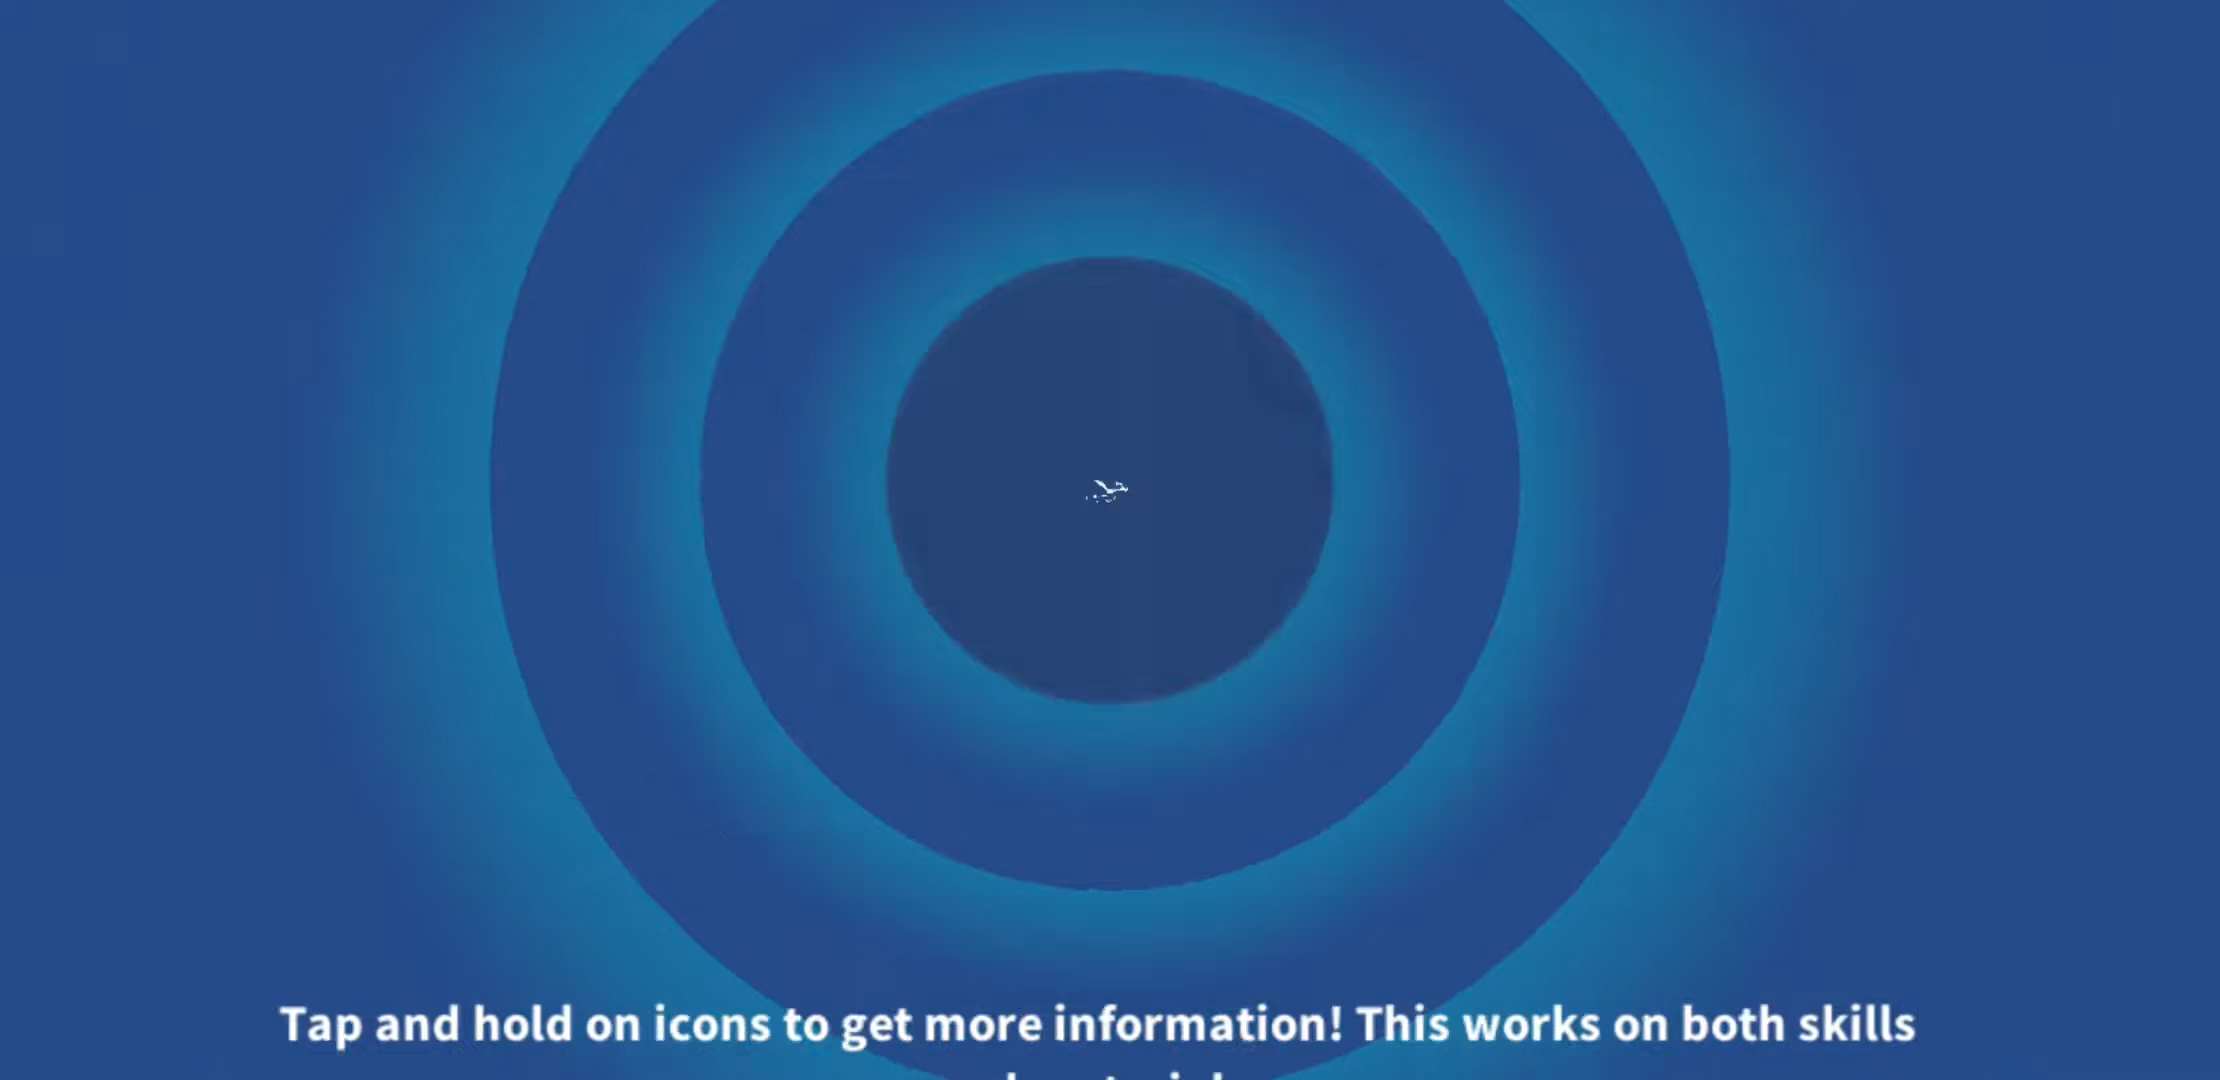 Tap and hold on icons to get more information! This works on both skills